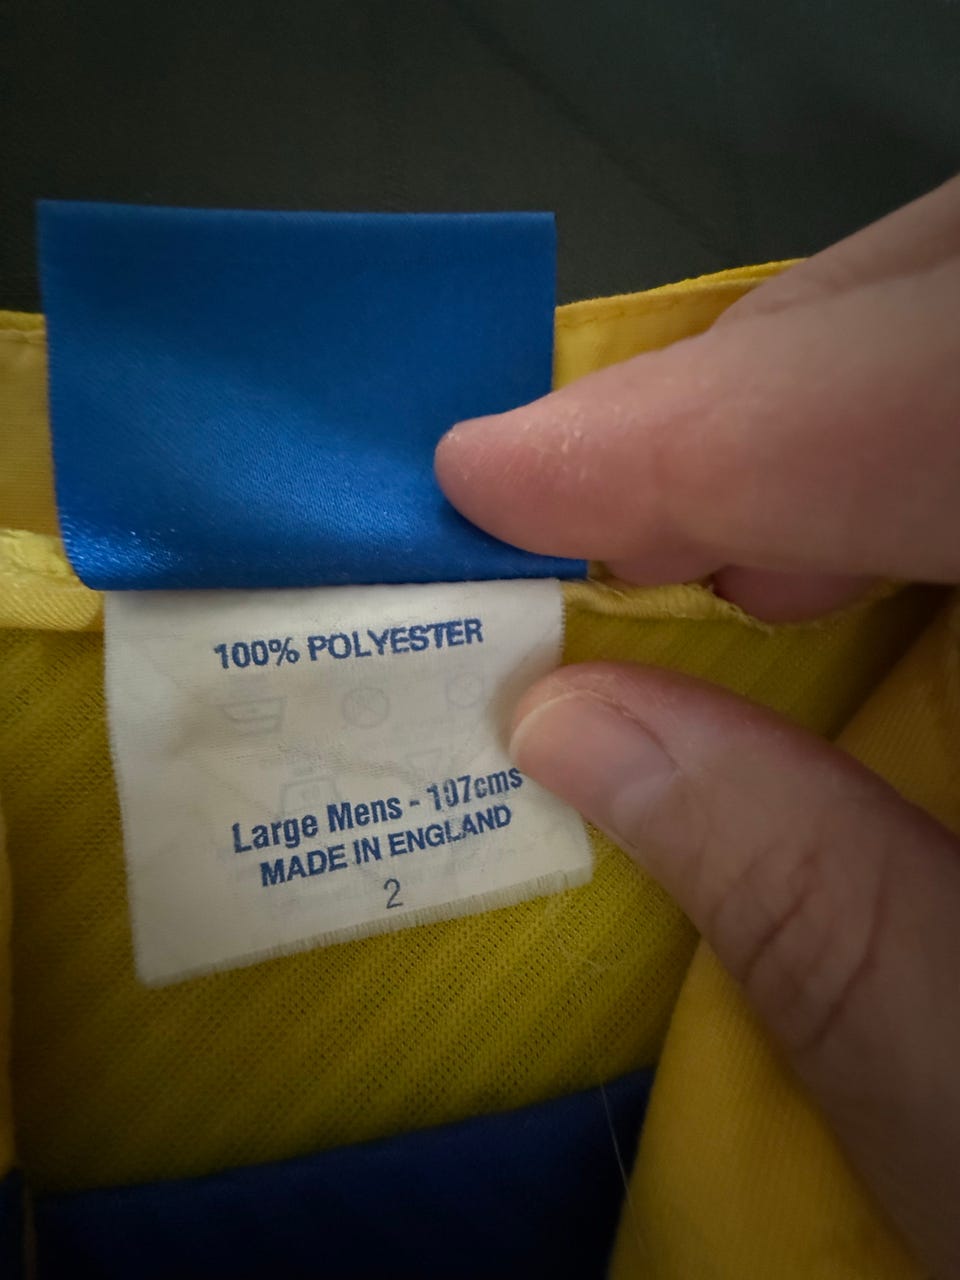 100% POLYESTER
Large Mens - 107cms
MADE IN ENGLAND
2